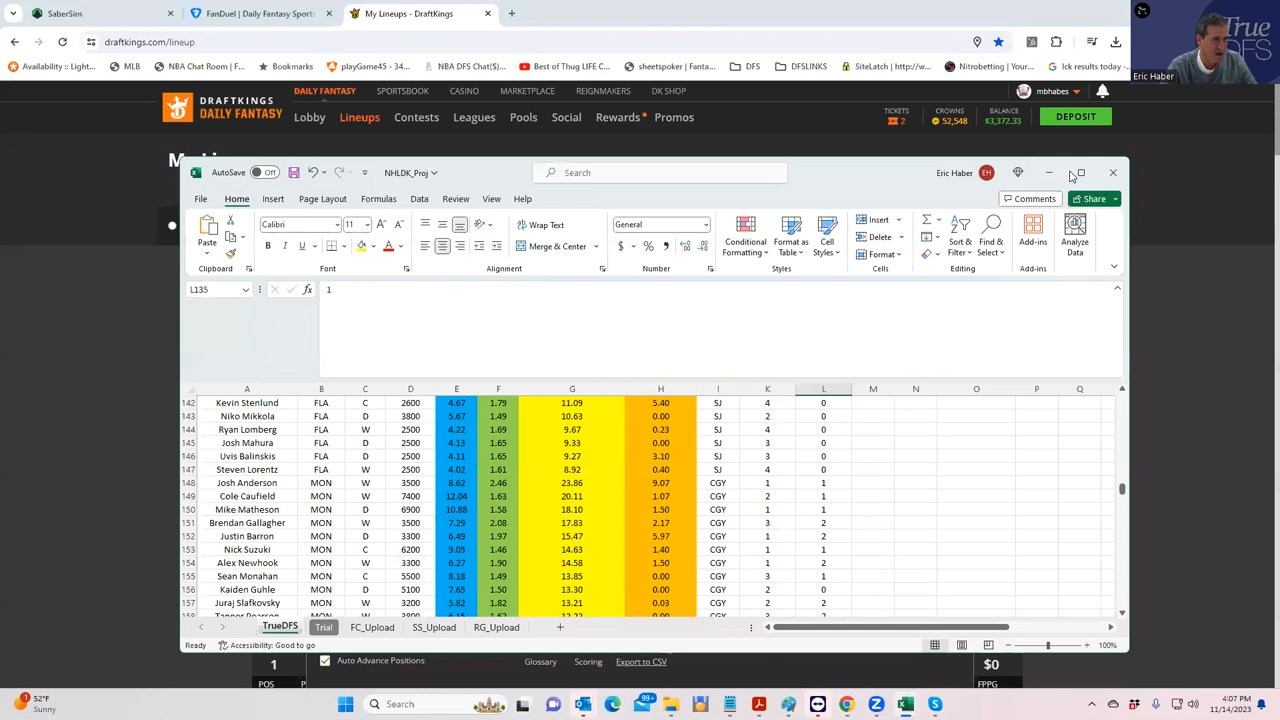 SaberSim
FanDuel | Daily Fantasy Sports
My Lineups - DraftKings
draftkings.com/lineup
Availability :: Light...
MLB
NBA Chat Room / F...
Bookmarks
playGame45 - 34...
NBA DFS Chat($)...
Best of Thug LIFE C...
sheetspoker | Fanta...
DFS
DFSLINKS
SiteLatch | http://w...
Nitrobetting | Your...
Ick results today - G...
True
DFS
Eric Haber
DRAFTKINGS
DAILY FANTASY
DAILY FANTASY SPORTSBOOK CASINO MARKETPLACE REIGNMAKERS DK SHOP
Lobby Lineups Contests Leagues Pools Social Rewards Promos
mbhabes
TICKETS
2
CROWNS
52,548
BALANCE
$3,372.33
DEPOSIT
AutoSave Off NHLDK_Proj Search Eric Haber EH
File Home Insert Page Layout Formulas Data Review View Help Comments Share
Paste
Clipboard
Calibri 11
B I U
Font
Wrap Text
Merge & Center
Alignment
General
$ % 
Number
Conditional Formatting
Format as Table
Cell Styles
Styles
Insert
Delete
Format
Cells
Sort & Filter
Find & Select
Editing
Add-ins
Add-ins
Analyze Data
L135 fx 1
A B C D E F G H I K L M N O P Q
142 Kevin Stenlund FLA C 2600 4.67 1.79 11.09 5.40 SJ 4 0
143 Niko Mikkola FLA D 3800 5.67 1.49 10.63 0.00 SJ 2 0
144 Ryan Lomberg FLA W 2500 4.22 1.69 9.67 0.23 SJ 4 0
145 Josh Mahura FLA D 2500 4.13 1.65 9.33 0.00 SJ 3 0
146 Uvis Balinskis FLA D 2500 4.11 1.65 9.27 3.10 SJ 3 0
147 Steven Lorentz FLA W 2500 4.02 1.61 8.92 0.40 SJ 4 0
148 Josh Anderson MON W 3500 8.62 2.46 23.86 9.07 CGY 1 1
149 Cole Caufield MON W 7400 12.04 1.63 20.11 1.07 CGY 2 1
150 Mike Matheson MON D 6900 10.88 1.58 18.10 1.50 CGY 1 1
151 Brendan Gallagher MON W 3500 7.29 2.08 17.83 2.17 CGY 3 2
152 Justin Barron MON D 3300 6.49 1.97 15.47 5.97 CGY 1 2
153 Nick Suzuki MON C 6200 9.05 1.46 14.63 1.40 CGY 1 1
154 Alex Newhook MON W 3300 6.27 1.90 14.58 1.50 CGY 1 2
155 Sean Monahan MON C 5500 8.18 1.49 13.85 0.00 CGY 3 1
156 Kaiden Guhle MON D 5100 7.65 1.50 13.30 0.00 CGY 2 0
157 Juraj Slafkovsky MON W 3200 5.82 1.82 13.21 0.03 CGY 2 2
TrueDFS Trial FC_Upload SS_Upload RG_Upload
Ready Accessibility: Good to go 100%
1 Auto Advance Positions Glossary Scoring Export to CSV $0
POS FPPG
52°F
Sunny
Search
99+
4:07 PM
11/14/2023